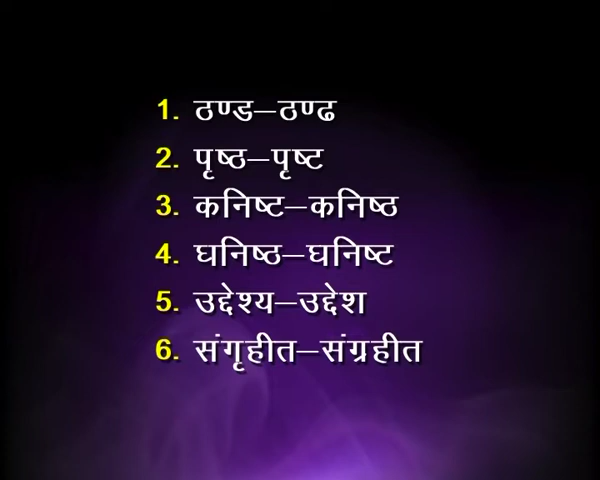 1. ठण्ड–ठण्ढ
2. पृष्ठ–पृष्ट
3. कनिष्ट–कनिष्ठ
4. घनिष्ठ–घनिष्ट
5. उद्देश्य–उद्देश
6. संगृहीत–संग्रहीत